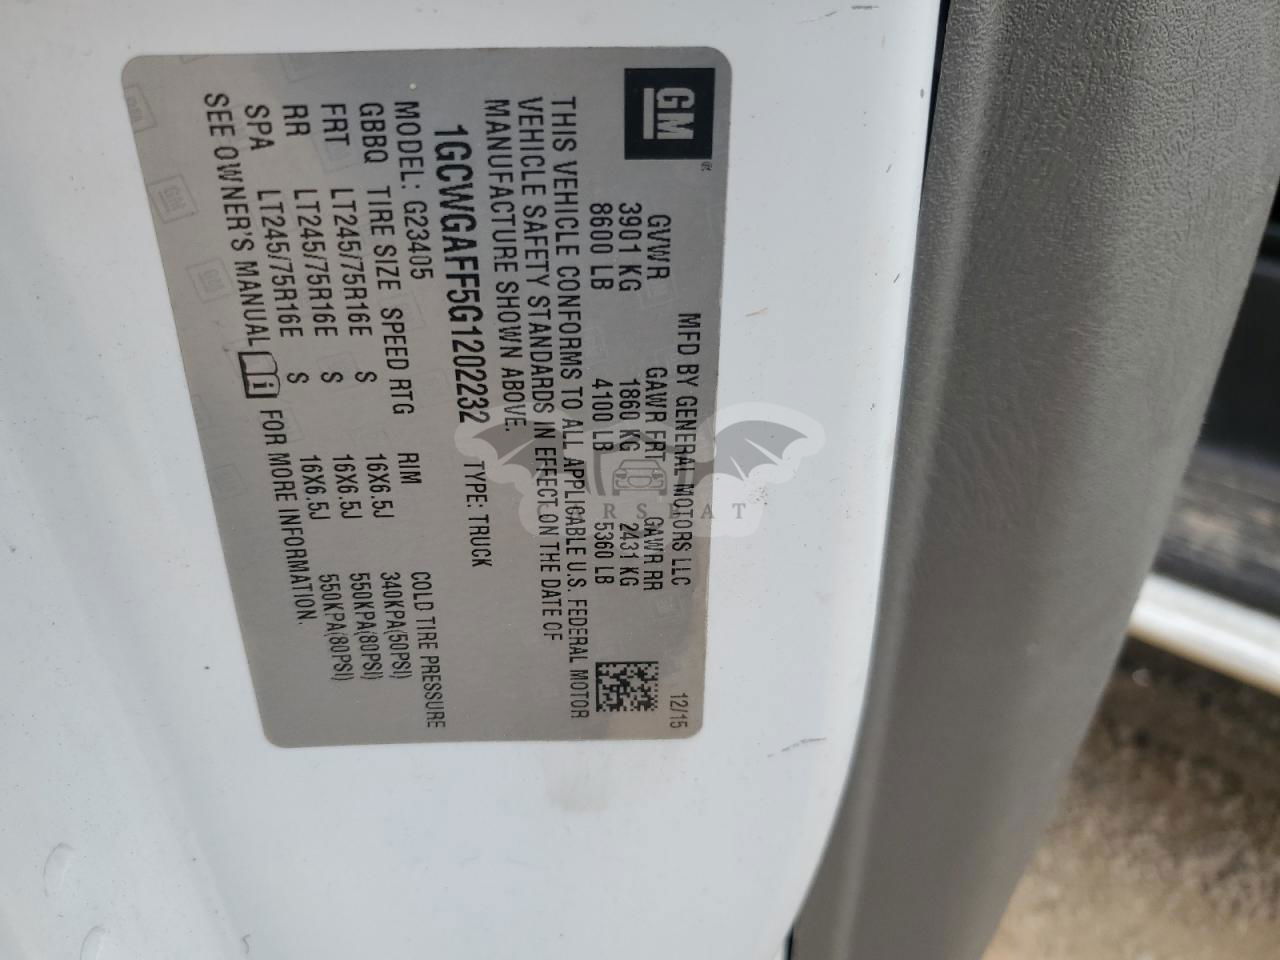 GM
MFD BY GENERAL MOTORS LLC 12/15
GVWR GAWR FRT GAWR RR
3901 KG 1860 KG 2431 KG
8600 LB 4100 LB 5360 LB
THIS VEHICLE CONFORMS TO ALL APPLICABLE U.S. FEDERAL MOTOR
VEHICLE SAFETY STANDARDS IN EFFECT ON THE DATE OF
MANUFACTURE SHOWN ABOVE.
1GCWGAFF5G1202232 TYPE: TRUCK
MODEL: G23405
GBBQ TIRE SIZE SPEED RTG RIM COLD TIRE PRESSURE
FRT LT245/75R16E S 16X6.5J 340KPA(50PSI)
RR LT245/75R16E S 16X6.5J 550KPA(80PSI)
SPA LT245/75R16E S 16X6.5J 550KPA(80PSI)
SEE OWNER'S MANUAL FOR MORE INFORMATION.